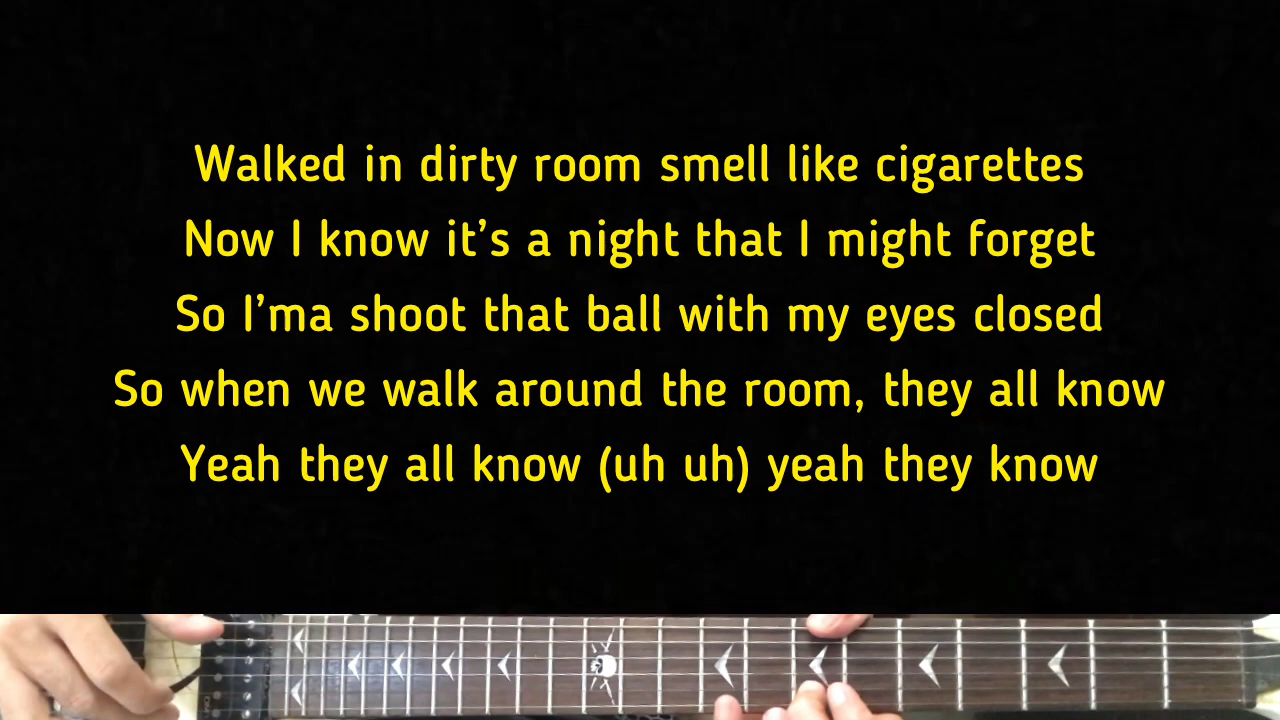 Walked in dirty room smell like cigarettes
Now I know it’s a night that I might forget
So I’ma shoot that ball with my eyes closed
So when we walk around the room, they all know
Yeah they all know (uh uh) yeah they know